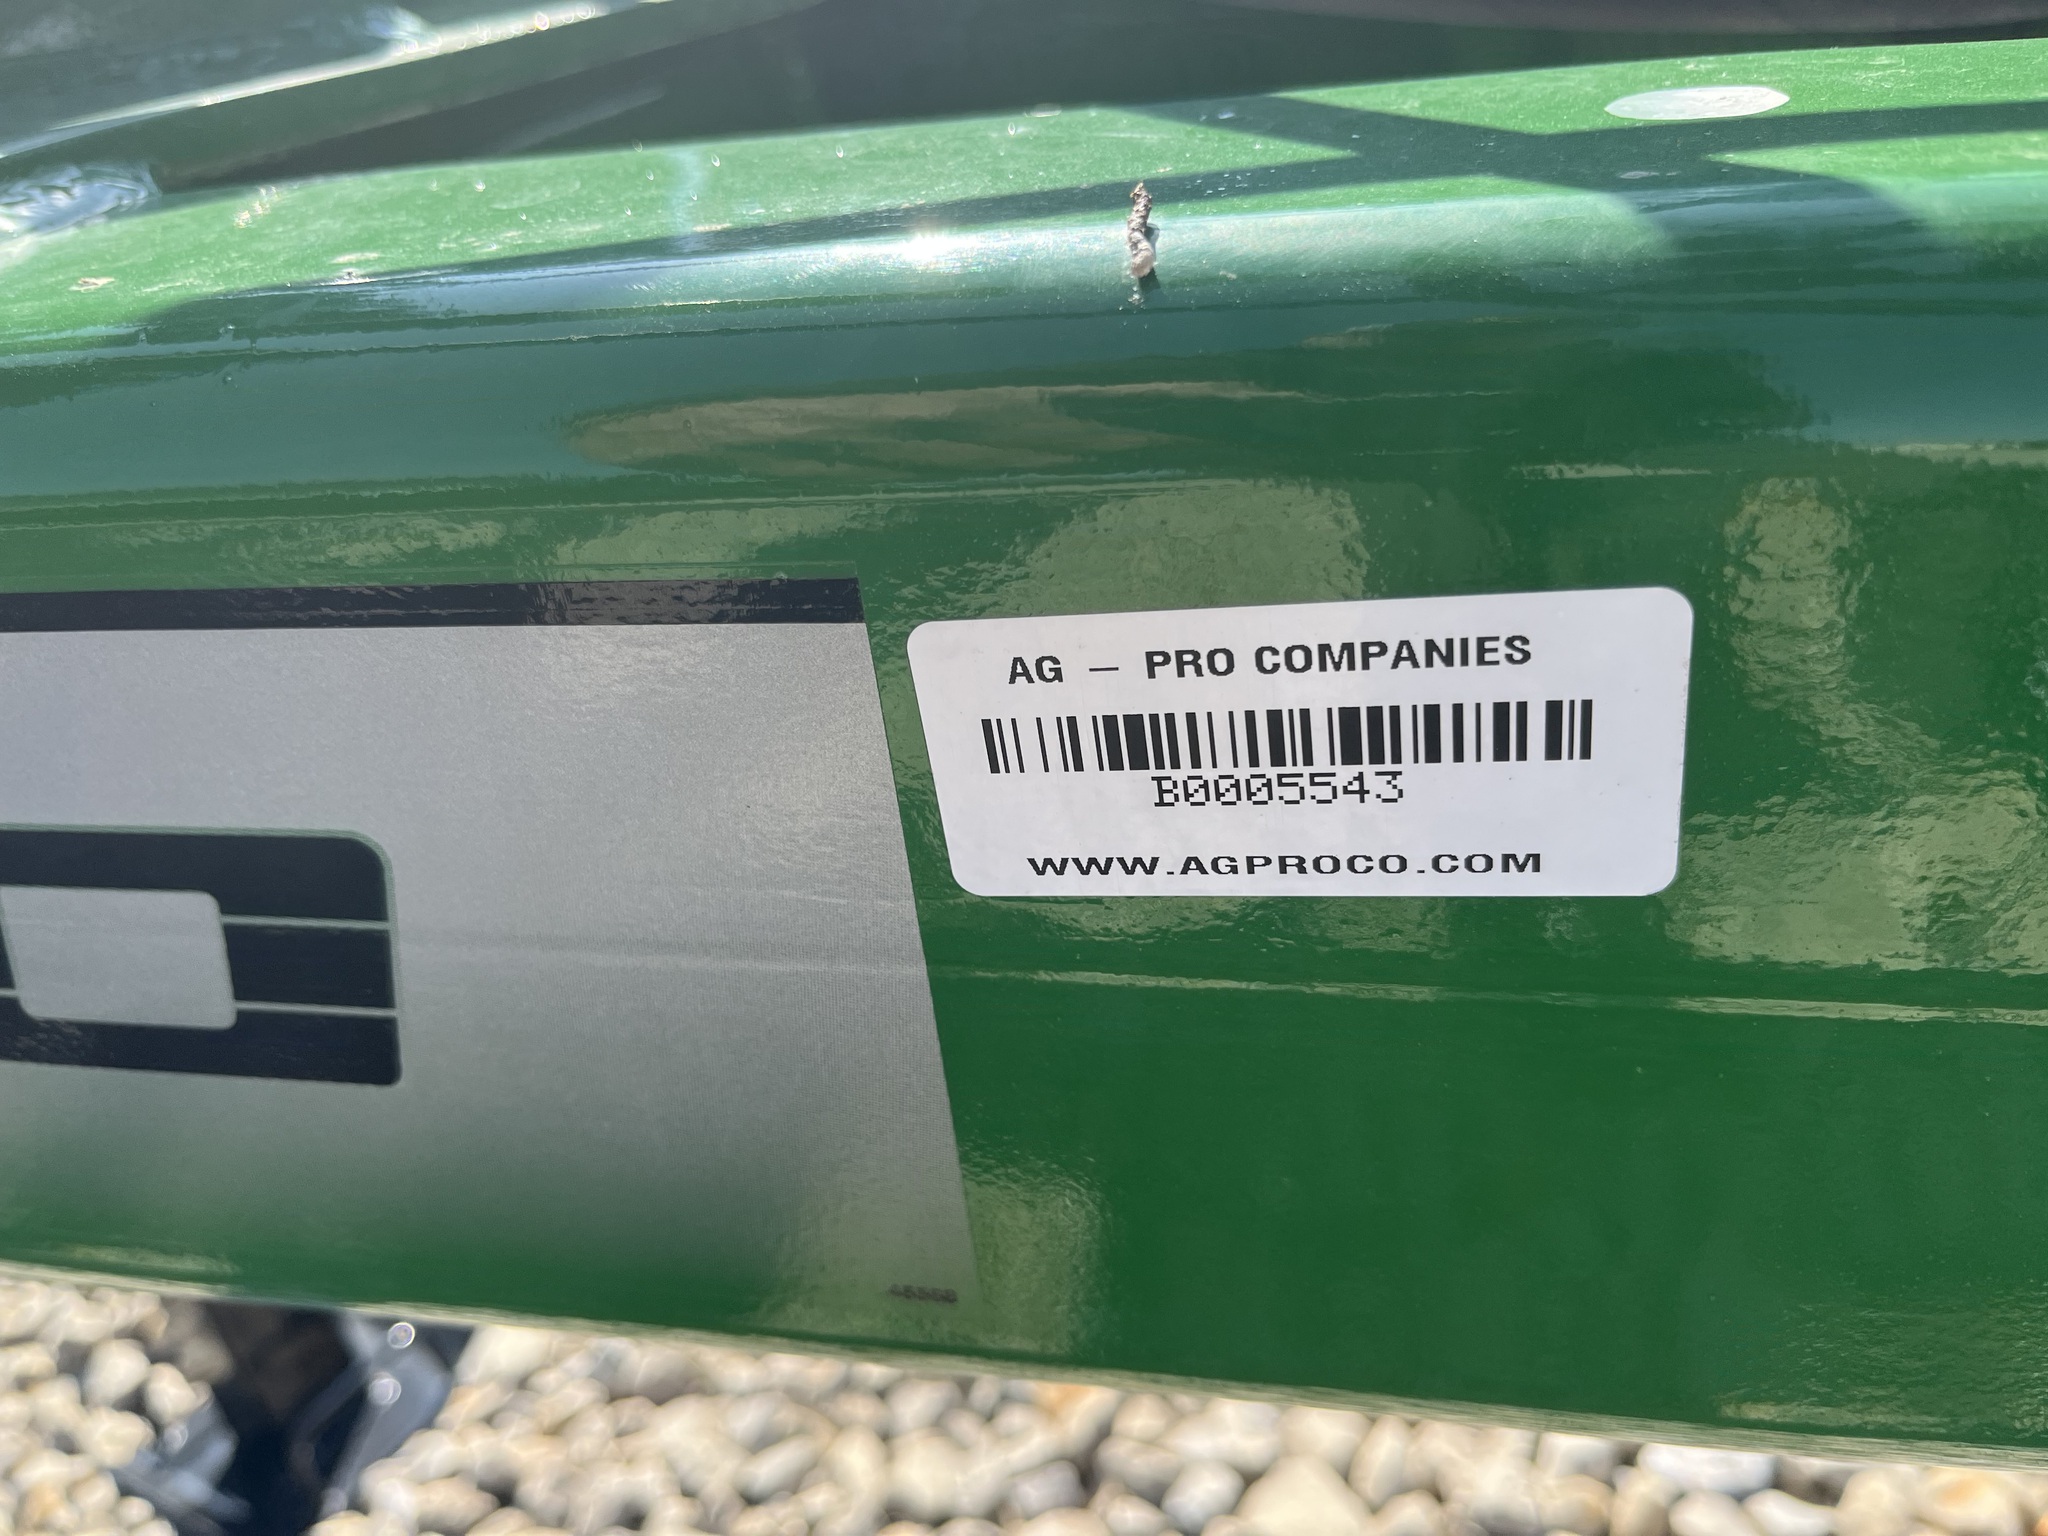 AG – PRO COMPANIES
B0005543
WWW.AGPROCO.COM